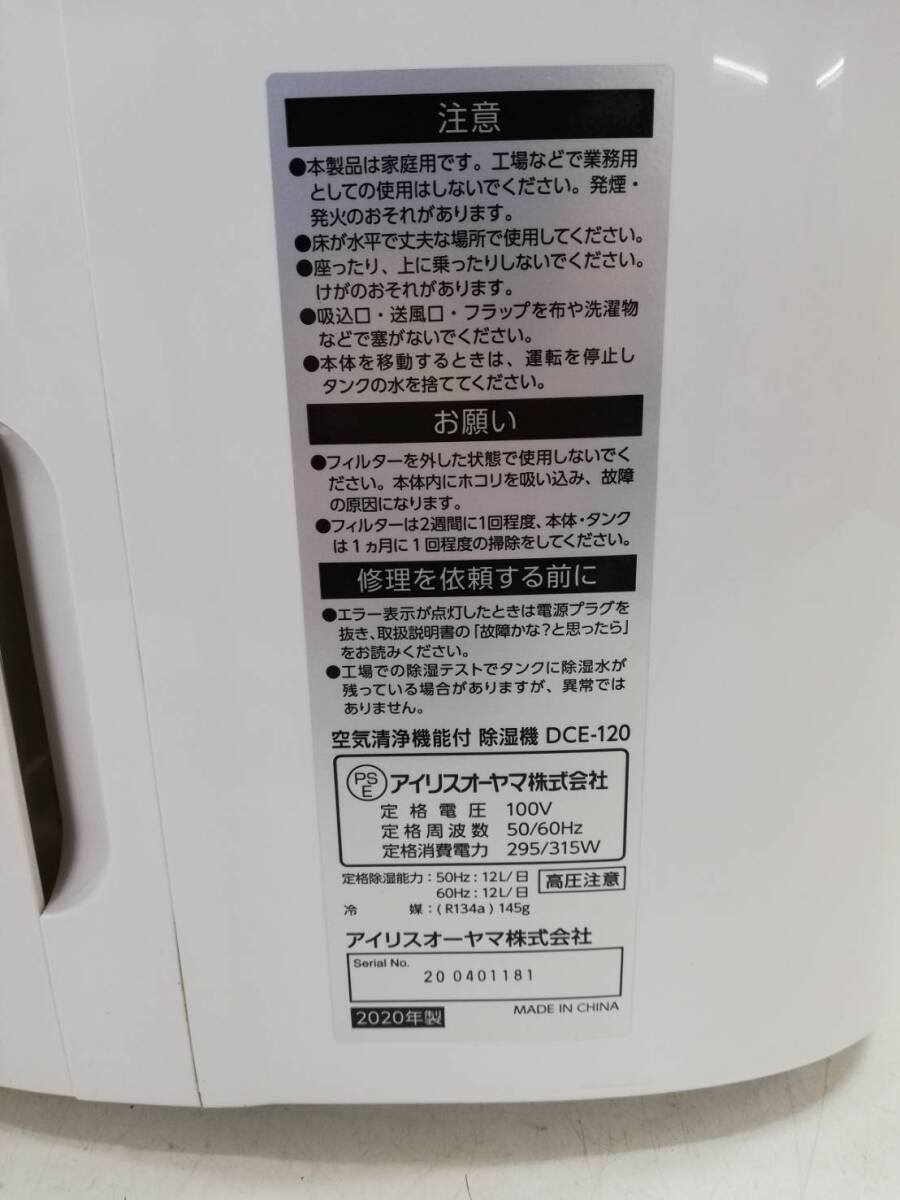 注意
●本製品は家庭用です。工場などで業務用
としての使用はしないでください。発煙・
発火のおそれがあります。
●床が水平で丈夫な場所で使用してください。
●座ったり、上に乗ったりしないでください。
けがのおそれがあります。
●吸込口・送風口・フラップを布や洗濯物
などで塞がないでください。
●本体を移動するときは、運転を停止し
タンクの水を捨ててください。
お願い
●フィルターを外した状態で使用しないでく
ださい。本体内にホコリを吸い込み、故障
の原因になります。
●フィルターは2週間に1回程度、本体・タンク
は1ヵ月に1回程度の掃除をしてください。
修理を依頼する前に
●エラー表示が点灯したときは電源プラグを
抜き、取扱説明書の「故障かな?と思ったら」
をお読みください。
●工場での除湿テストでタンクに除湿水が
残っている場合がありますが、異常では
ありません。
空気清浄機能付 除湿機 DCE-120
PSE アイリスオーヤマ株式会社
定格電圧 100V
定格周波数 50/60Hz
定格消費電力 295/315W
定格除湿能力:50Hz:12L/日
60Hz:12L/日 高圧注意
冷媒:(R134a)145g
アイリスオーヤマ株式会社
Serial No.
20 0401181
2020年製 MADE IN CHINA